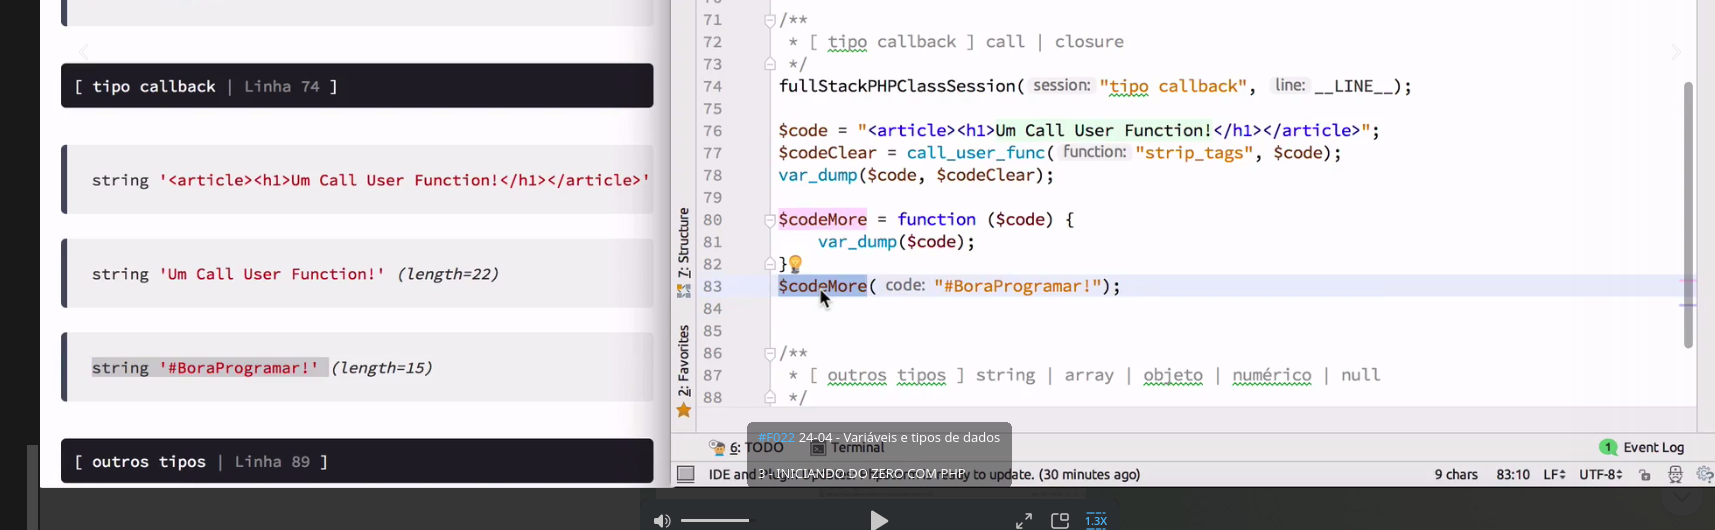 [ tipo callback | Linha 74 ]
string '<article><h1>Um Call User Function!</h1></article>'
string 'Um Call User Function!' (length=22)
string '#BoraProgramar!' (length=15)
[ outros tipos | Linha 89 ]
7: Structure
2: Favorites
71 /**
72 * [ tipo callback ] call | closure
73 */
74 fullStackPHPClassSession( session: "tipo callback", line: __LINE__);
75
76 $code = "<article><h1>Um Call User Function!</h1></article>";
77 $codeClear = call_user_func( function: "strip_tags", $code);
78 var_dump($code, $codeClear);
79
80 $codeMore = function ($code) {
81 var_dump($code);
82 }
83 $codeMore( code: "#BoraProgramar!");
84
85
86 /**
87 * [ outros tipos ] string | array | objeto | numérico | null
88 */
#F022 24-04 - Variáveis e tipos de dados
6: TODO Terminal 1 Event Log
3 - INICIANDO DO ZERO COM PHP
IDE and ready to update. (30 minutes ago) 9 chars 83:10 LF UTF-8
1.3X